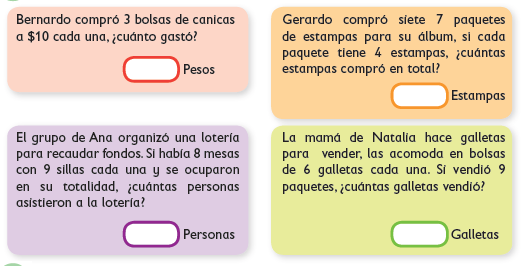 Bernardo compró 3 bolsas de canicas
a $10 cada una, ¿cuánto gastó?
Pesos
Gerardo compró siete 7 paquetes
de estampas para su álbum, si cada
paquete tiene 4 estampas, ¿cuántas
estampas compró en total?
Estampas
El grupo de Ana organizó una lotería
para recaudar fondos. Si había 8 mesas
con 9 sillas cada una y se ocuparon
en su totalidad, ¿cuántas personas
asistieron a la lotería?
Personas
La mamá de Natalia hace galletas
para vender, las acomoda en bolsas
de 6 galletas cada una. Si vendió 9
paquetes, ¿cuántas galletas vendió?
Galletas